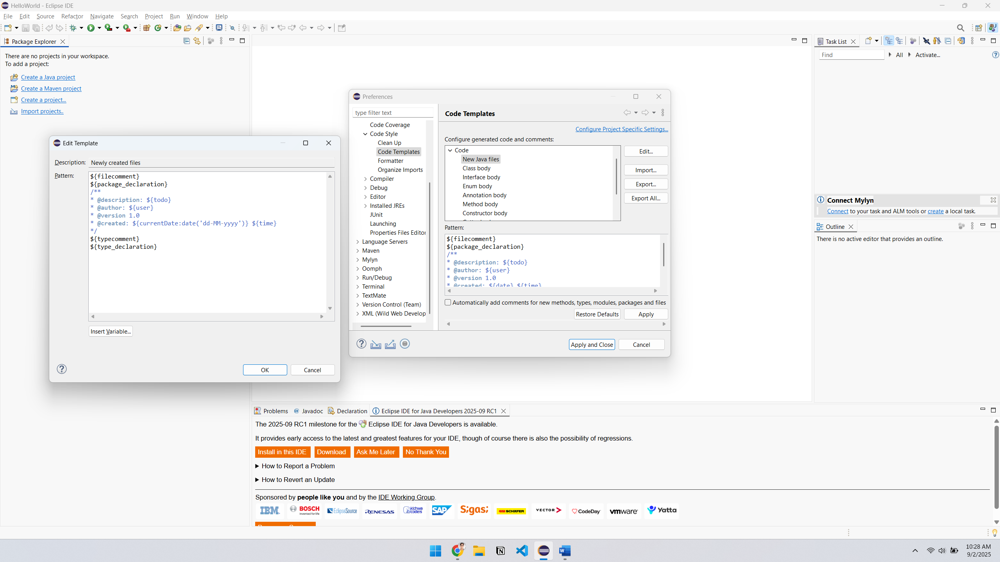 HelloWorld - Eclipse IDE
File Edit Source Refactor Navigate Search Project Run Window Help
Package Explorer
There are no projects in your workspace.
To add a project:
Create a Java project
Create a Maven project
Create a project...
Import projects..
Edit Template
Description: Newly created files
Pattern:
${filecomment}
${package_declaration}
/**
* @description: ${todo}
* @author: ${user}
* @version 1.0
* @created: ${currentDate:date('dd-MM-yyyy')} ${time}
*/
${typecomment}
${type_declaration}
Insert Variable...
OK Cancel
Preferences
type filter text
Code Coverage
Code Style
Clean Up
Code Templates
Formatter
Organize Imports
Compiler
Debug
Editor
Installed JREs
JUnit
Launching
Properties Files Editor
Language Servers
Maven
Mylyn
Oomph
Run/Debug
Terminal
TextMate
Version Control (Team)
XML (Wild Web Develop
Code Templates
Configure Project Specific Settings...
Configure generated code and comments:
Code
New Java files
Class body
Interface body
Enum body
Annotation body
Method body
Constructor body
Edit...
Import...
Export...
Export All...
Pattern:
${filecomment}
${package_declaration}
/**
* @description: ${todo}
* @author: ${user}
* @version 1.0
* @created: ${date} ${time}
Automatically add comments for new methods, types, modules, packages and files
Restore Defaults Apply
Apply and Close Cancel
Task List
Find All Activate...
Connect Mylyn
Connect to your task and ALM tools or create a local task.
Outline
There is no active editor that provides an outline.
Problems @ Javadoc Declaration Eclipse IDE for Java Developers 2025-09 RC1
The 2025-09 RC1 milestone for the Eclipse IDE for Java Developers is available.
It provides early access to the latest and greatest features for your IDE, though of course there is also the possibility of regressions.
Install in this IDE Download Ask Me Later No Thank You
How to Report a Problem
How to Revert an Update
Sponsored by people like you and by the IDE Working Group.
IBM BOSCH Invented for life EclipseSource RENESAS kichwa coders SAP Sigasi SSI SCHÄFER VECTOR CodeDay vmware Yatta
10:28 AM
9/2/2025